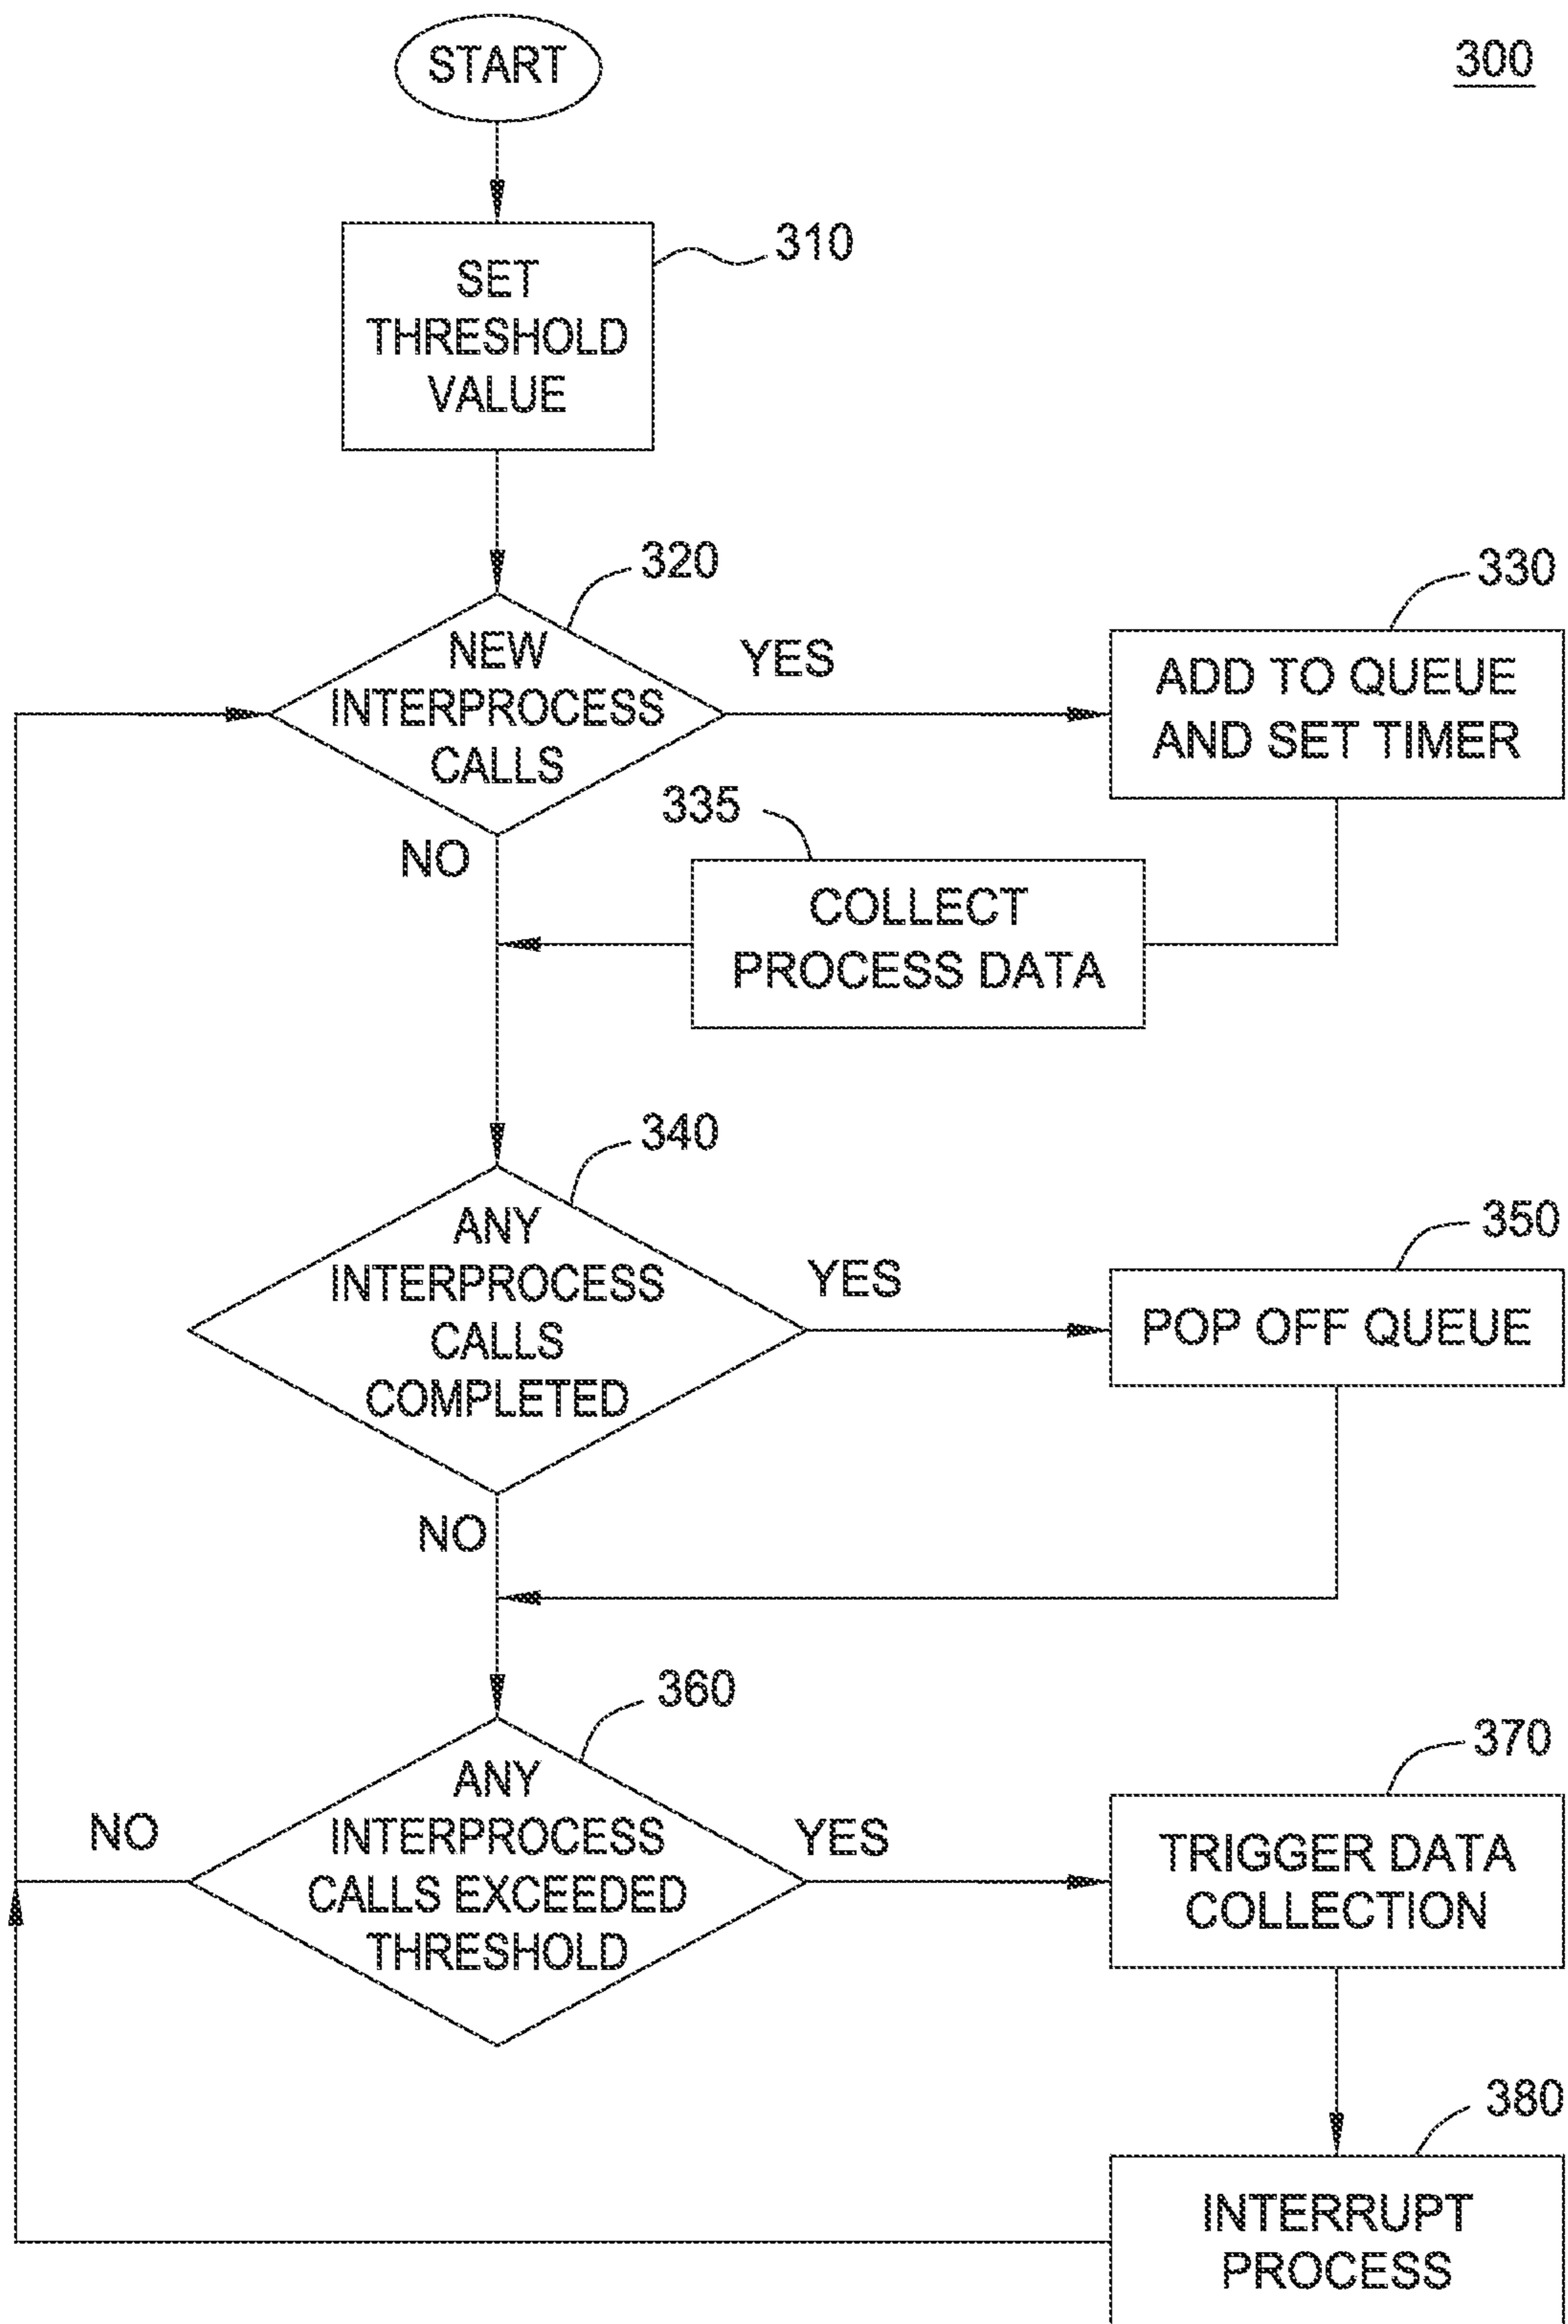 START
300
310
SET
THRESHOLD
VALUE
320
330
NEW
INTERPROCESS
CALLS
YES
ADD TO QUEUE
AND SET TIMER
NO
335
COLLECT
PROCESS DATA
340
350
ANY
INTERPROCESS
CALLS
COMPLETED
YES
POP OFF QUEUE
NO
360
370
NO
ANY
INTERPROCESS
CALLS EXCEEDED
THRESHOLD
YES
TRIGGER DATA
COLLECTION
380
INTERRUPT
PROCESS